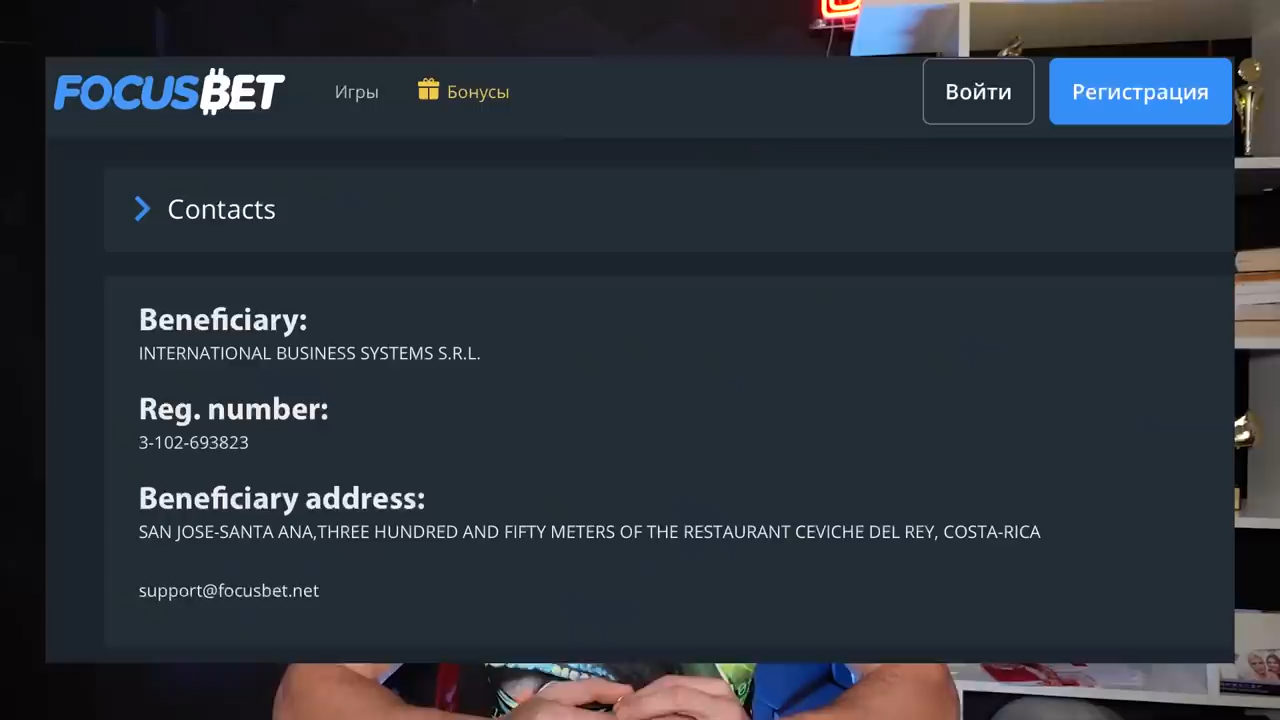 FOCUSBET
Игры
Бонусы
Войти
Регистрация
Contacts
Beneficiary:
INTERNATIONAL BUSINESS SYSTEMS S.R.L.
Reg. number:
3-102-693823
Beneficiary address:
SAN JOSE-SANTA ANA,THREE HUNDRED AND FIFTY METERS OF THE RESTAURANT CEVICHE DEL REY, COSTA-RICA
support@focusbet.net